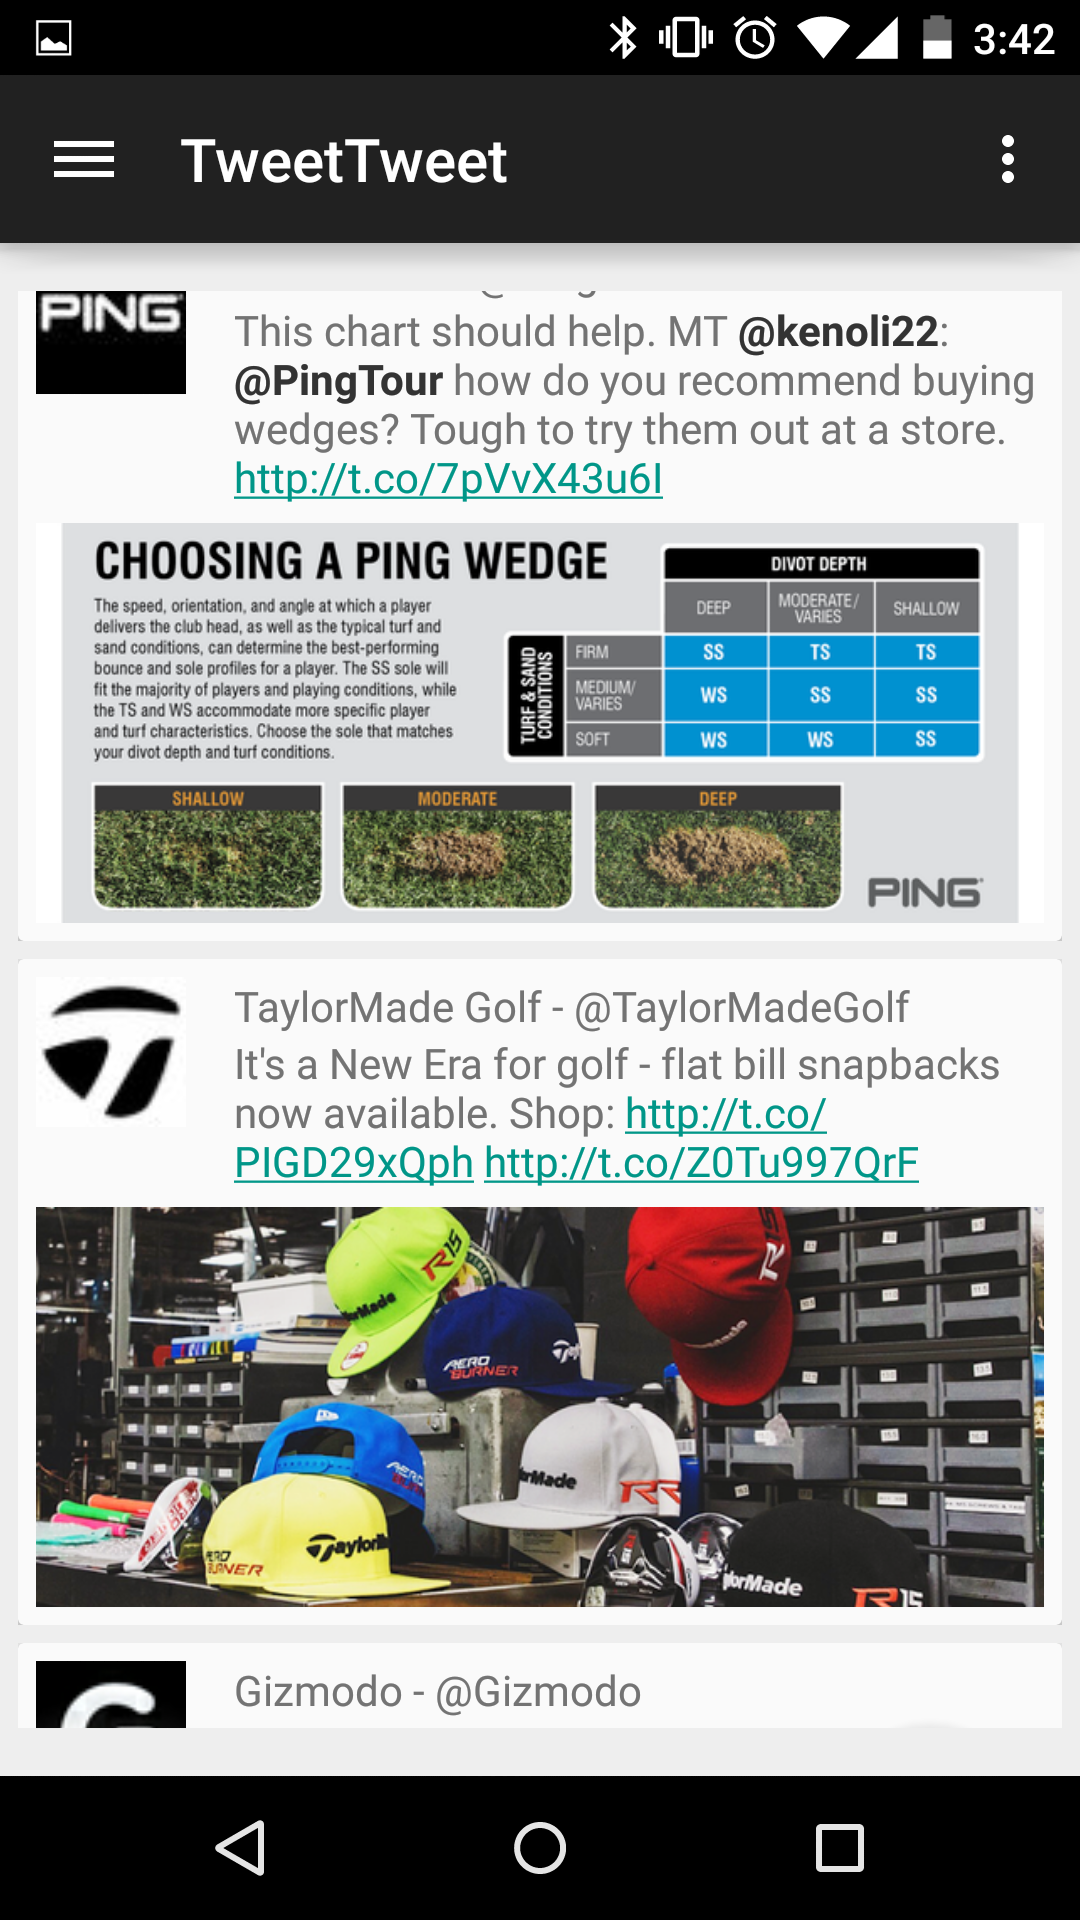 3:42
TweetTweet
PING
This chart should help. MT @kenoli22:
@PingTour how do you recommend buying
wedges? Tough to try them out at a store.
http://t.co/7pVvX43u6I
CHOOSING A PING WEDGE
The speed, orientation, and angle at which a player
delivers the club head, as well as the typical turf and
sand conditions, can determine the best-performing
bounce and sole profiles for a player. The SS sole will
fit the majority of players and playing conditions, while
the TS and WS accommodate more specific player
and turf characteristics. Choose the sole that matches
your divot depth and turf conditions.
DIVOT DEPTH
DEEP MODERATE/ SHALLOW
VARIES
TURF & SAND
CONDITIONS
FIRM SS TS TS
MEDIUM/
VARIES WS SS SS
SOFT WS WS SS
SHALLOW MODERATE DEEP
PING
TaylorMade Golf - @TaylorMadeGolf
It's a New Era for golf - flat bill snapbacks
now available. Shop: http://t.co/
PIGD29xQph http://t.co/Z0Tu997QrF
R15
lorMade
AERO
BURNER
Taylor
AERO
lorMade
AERO
BURNER
TaylorM
lorMade
R15
Gizmodo - @Gizmodo